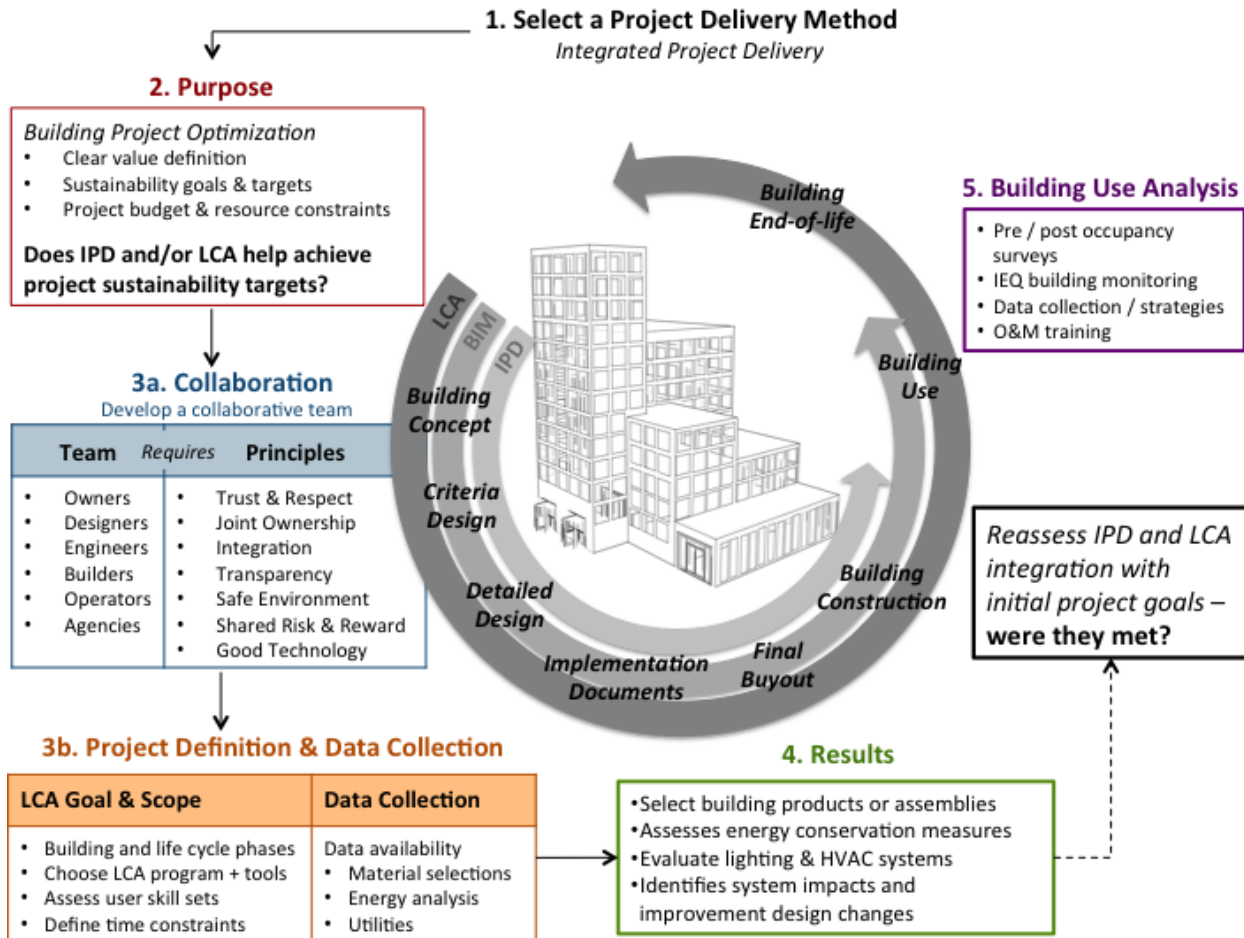 1. Select a Project Delivery Method
Integrated Project Delivery
2. Purpose
Building Project Optimization
• Clear value definition
• Sustainability goals & targets
• Project budget & resource constraints
Does IPD and/or LCA help achieve
project sustainability targets?
3a. Collaboration
Develop a collaborative team
Team Requires Principles
• Owners
• Designers
• Engineers
• Builders
• Operators
• Agencies
• Trust & Respect
• Joint Ownership
• Integration
• Transparency
• Safe Environment
• Shared Risk & Reward
• Good Technology
3b. Project Definition & Data Collection
LCA Goal & Scope
• Building and life cycle phases
• Choose LCA program + tools
• Assess user skill sets
• Define time constraints
Data Collection
Data availability
• Material selections
• Energy analysis
• Utilities
LCA
BIM
IPD
Building
Concept
Criteria
Design
Detailed
Design
Implementation
Documents
Final
Buyout
Building
Construction
Building
Use
Building
End-of-life
4. Results
•Select building products or assemblies
•Assesses energy conservation measures
•Evaluate lighting & HVAC systems
•Identifies system impacts and
improvement design changes
5. Building Use Analysis
• Pre / post occupancy
surveys
• IEQ building monitoring
• Data collection / strategies
• O&M training
Reassess IPD and LCA
integration with
initial project goals –
were they met?